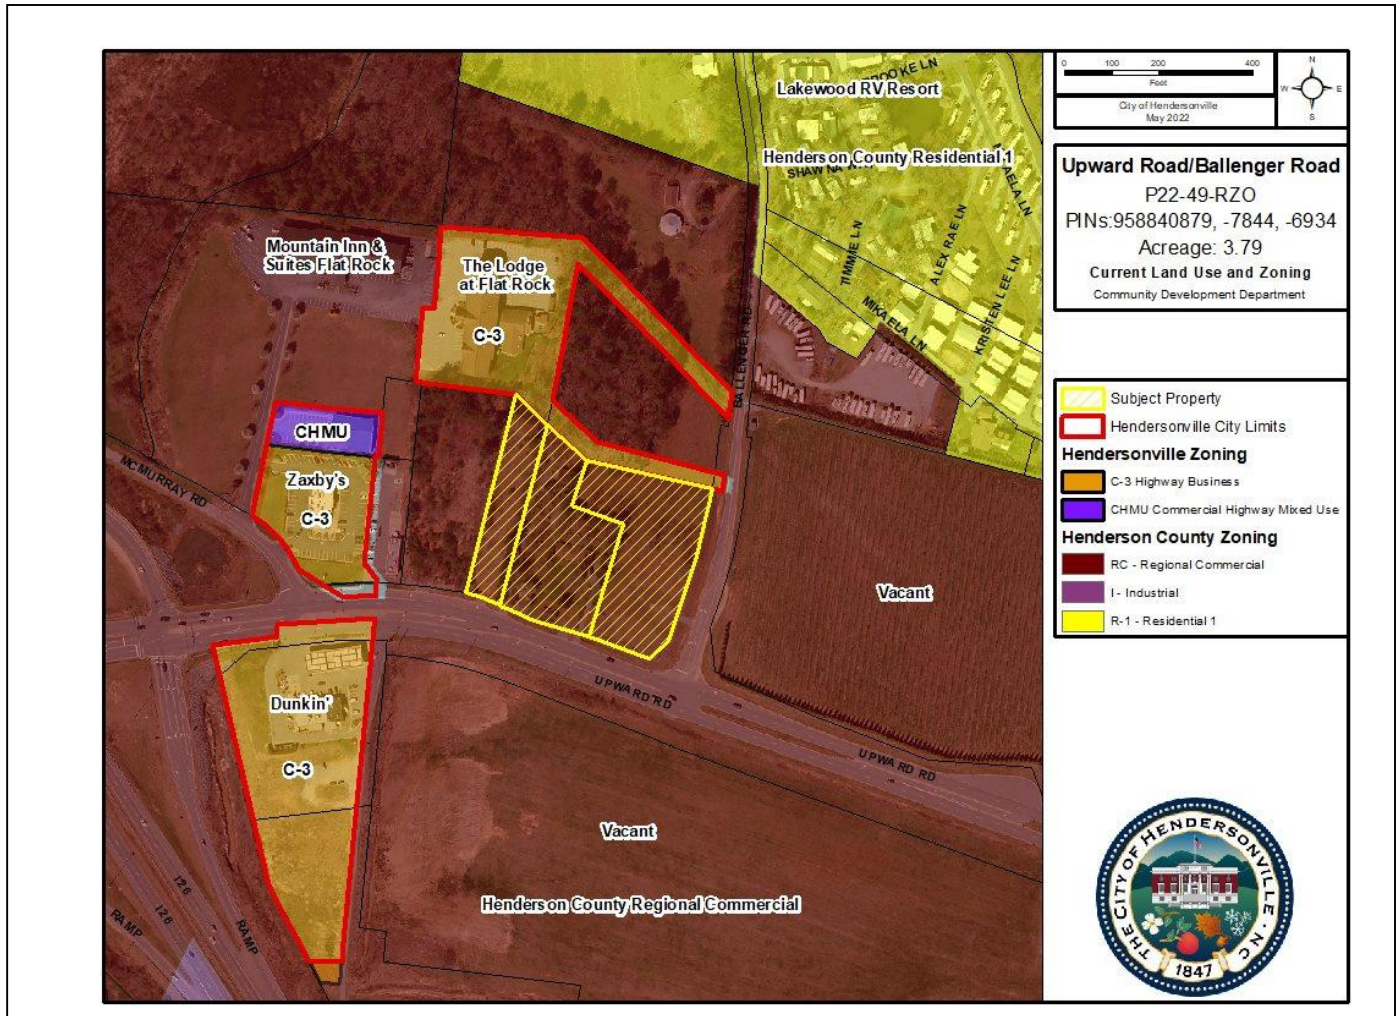 Lakewood RV Resort
Henderson County Residential 1
TIMMIE LN
ALEX RAE LN
MIKAELA LN
KRISTEN LEE LN
BALLENGER RD
Mountain Inn &
Suites Flat Rock
The Lodge
at Flat Rock
C-3
CHMU
Zaxby's
C-3
MCMURRAY RD
Vacant
UPWARD RD
UPWARD RD
Dunkin'
C-3
Vacant
Henderson County Regional Commercial
I26
I26
RAMP
RAMP
0 100 200 400
Feet
N
W E
S
City of Hendersonville
May 2022
Upward Road/Ballenger Road
P22-49-RZO
PINs:958840879, -7844, -6934
Acreage: 3.79
Current Land Use and Zoning
Community Development Department
Subject Property
Hendersonville City Limits
Hendersonville Zoning
C-3 Highway Business
CHMU Commercial Highway Mixed Use
Henderson County Zoning
RC - Regional Commercial
I - Industrial
R-1 - Residential 1
THE CITY OF HENDERSONVILLE · NC
1847